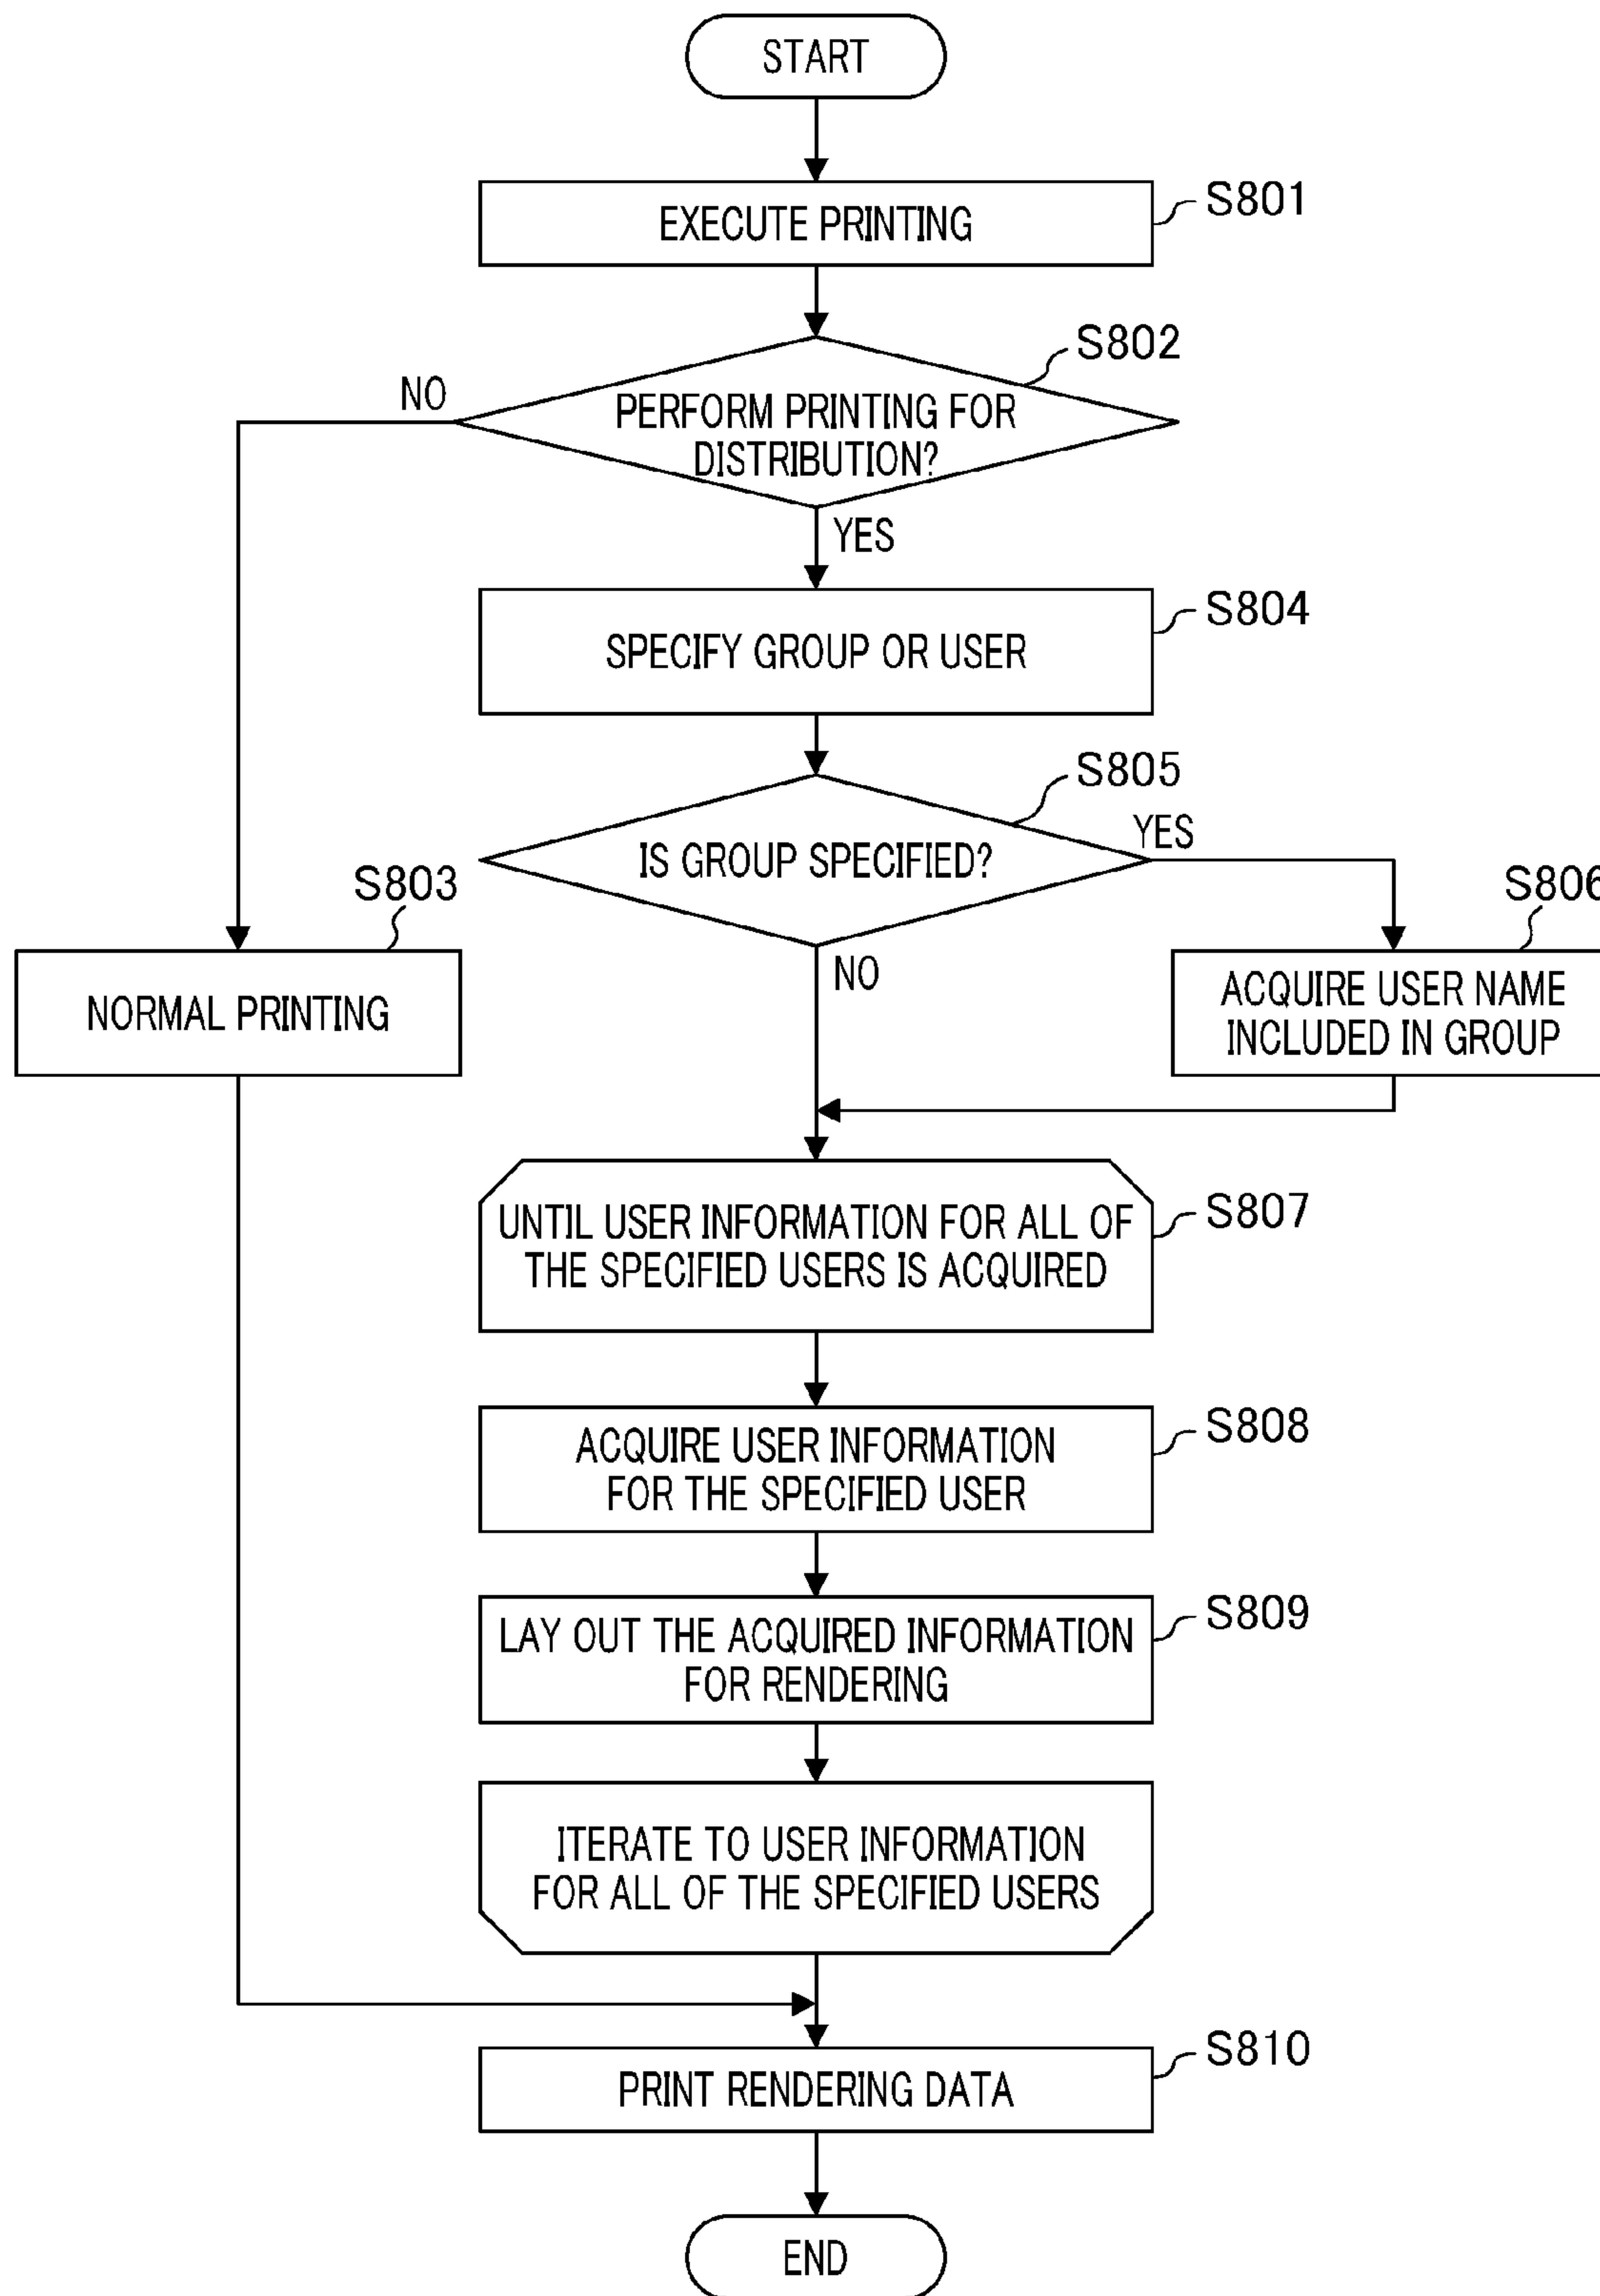 START
EXECUTE PRINTING
S801
S802
NO
PERFORM PRINTING FOR
DISTRIBUTION?
YES
SPECIFY GROUP OR USER
S804
S805
IS GROUP SPECIFIED?
YES
S803
S806
NO
NORMAL PRINTING
ACQUIRE USER NAME
INCLUDED IN GROUP
UNTIL USER INFORMATION FOR ALL OF
THE SPECIFIED USERS IS ACQUIRED
S807
ACQUIRE USER INFORMATION
FOR THE SPECIFIED USER
S808
LAY OUT THE ACQUIRED INFORMATION
FOR RENDERING
S809
ITERATE TO USER INFORMATION
FOR ALL OF THE SPECIFIED USERS
S810
PRINT RENDERING DATA
END